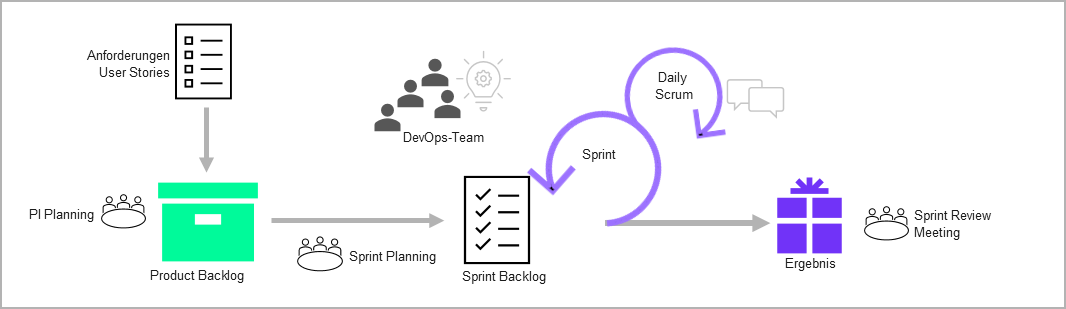 Anforderungen
User Stories
DevOps-Team
Daily
Scrum
Sprint
PI Planning
Product Backlog
Sprint Planning
Sprint Backlog
Ergebnis
Sprint Review
Meeting